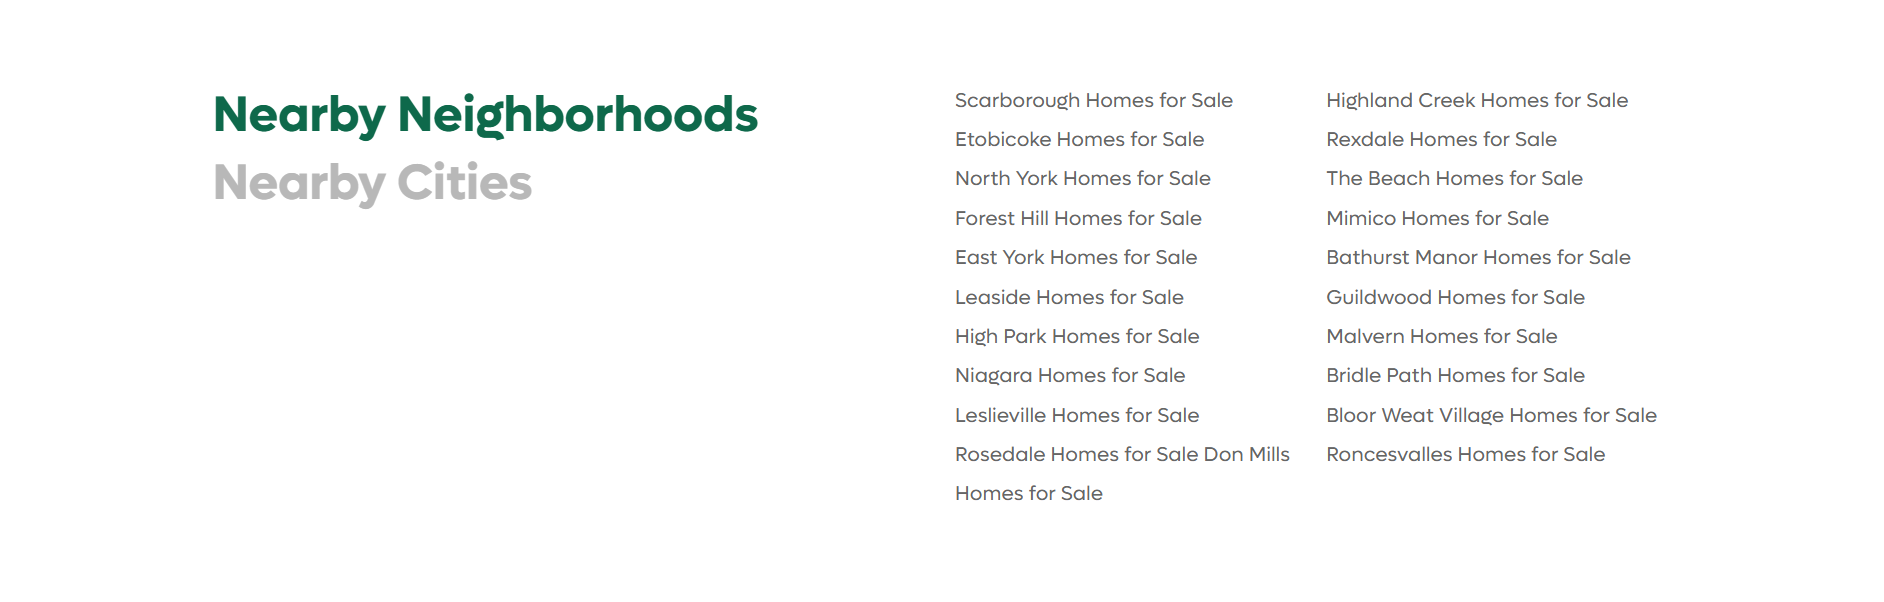 Nearby Neighborhoods
Nearby Cities
Scarborough Homes for Sale
Etobicoke Homes for Sale
North York Homes for Sale
Forest Hill Homes for Sale
East York Homes for Sale
Leaside Homes for Sale
High Park Homes for Sale
Niagara Homes for Sale
Leslieville Homes for Sale
Rosedale Homes for Sale Don Mills
Homes for Sale
Highland Creek Homes for Sale
Rexdale Homes for Sale
The Beach Homes for Sale
Mimico Homes for Sale
Bathurst Manor Homes for Sale
Guildwood Homes for Sale
Malvern Homes for Sale
Bridle Path Homes for Sale
Bloor Weat Village Homes for Sale
Roncesvalles Homes for Sale